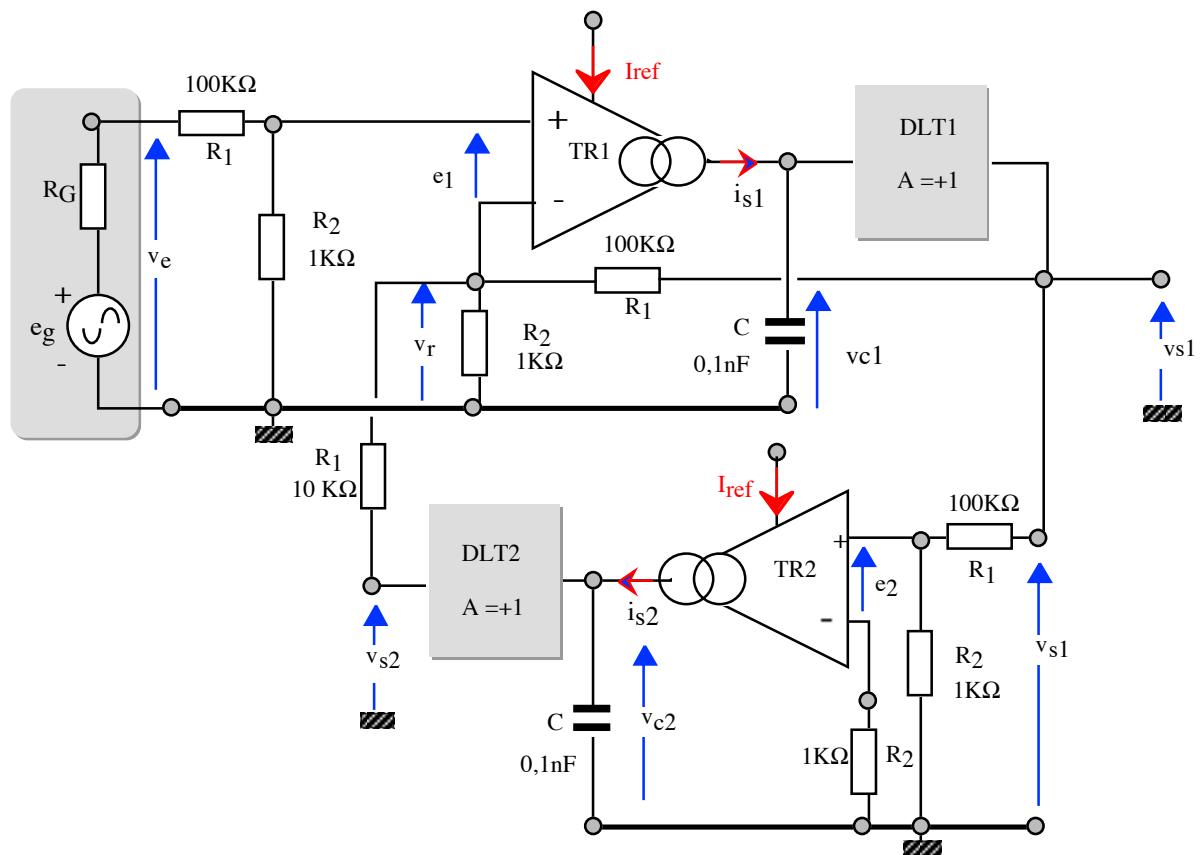 Iref
100KΩ
R1
+
TR1
-
is1
DLT1
A =+1
RG
ve
e1
R2
1KΩ
100KΩ
R1
+
eg
-
vr
R2
1KΩ
C
0,1nF
vc1
vs1
R1
10 KΩ
Iref
100KΩ
R1
DLT2
A =+1
+
TR2
e2
is2
-
vs2
vs1
R2
1KΩ
C
0,1nF
vc2
1KΩ
R2